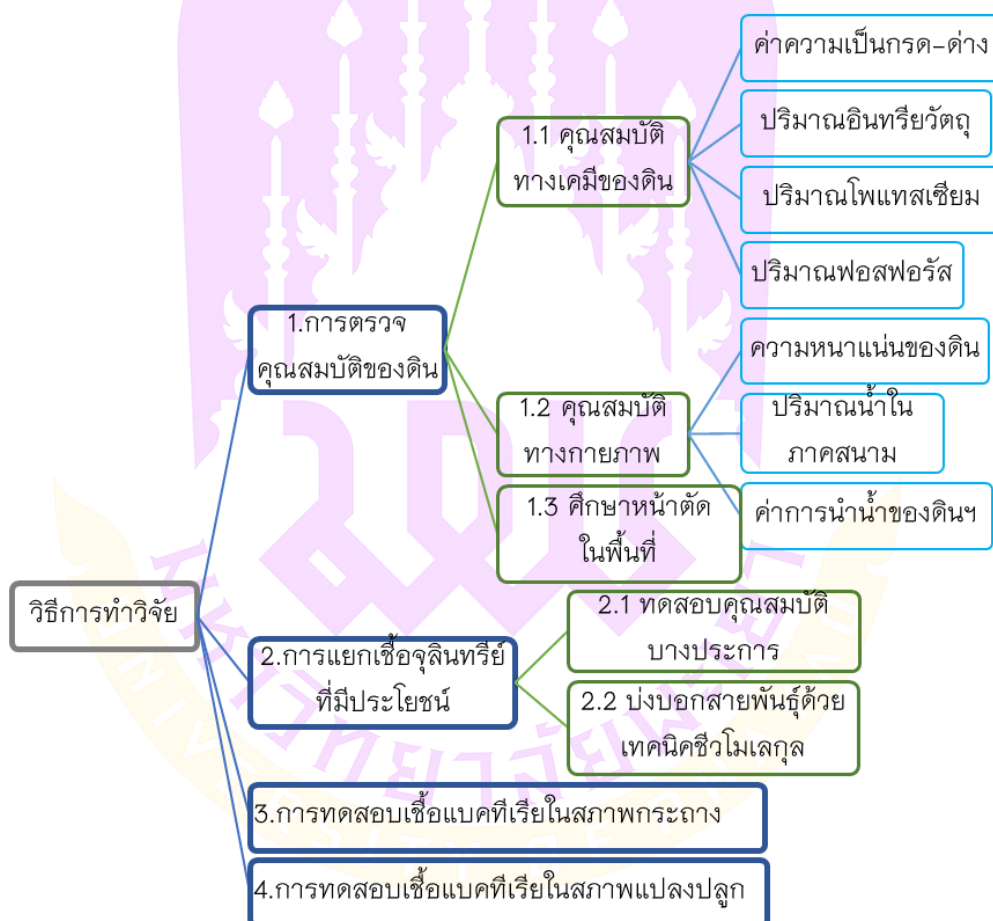 วิธีการทำวิจัย
1.การตรวจ
คุณสมบัติของดิน
1.1 คุณสมบัติ
ทางเคมีของดิน
ค่าความเป็นกรด-ด่าง
ปริมาณอินทรียวัตถุ
ปริมาณโพแทสเซียม
ปริมาณฟอสฟอรัส
1.2 คุณสมบัติ
ทางกายภาพ
ความหนาแน่นของดิน
ปริมาณน้ำใน
ภาคสนาม
ค่าการนำน้ำของดินฯ
1.3 ศึกษาหน้าตัด
ในพื้นที่
2.การแยกเชื้อจุลินทรีย์
ที่มีประโยชน์
2.1 ทดสอบคุณสมบัติ
บางประการ
2.2 บ่งบอกสายพันธุ์ด้วย
เทคนิคชีวโมเลกุล
3.การทดสอบเชื้อแบคทีเรียในสภาพกระถาง
4.การทดสอบเชื้อแบคทีเรียในสภาพแปลงปลูก